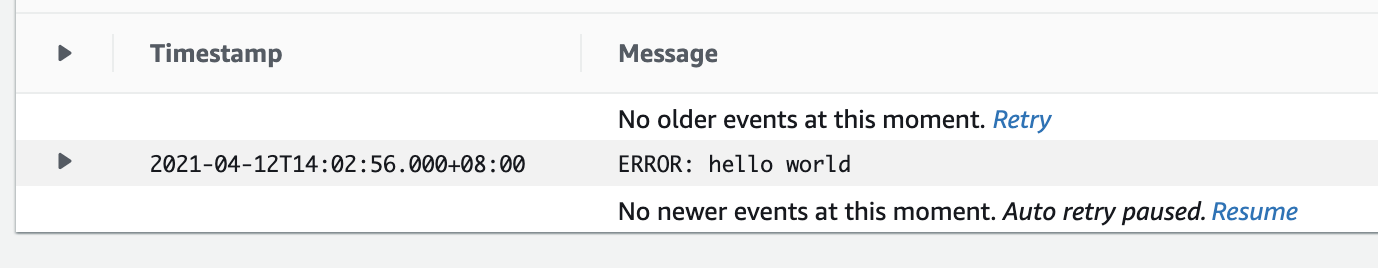 Timestamp Message
No older events at this moment. Retry
2021-04-12T14:02:56.000+08:00 ERROR: hello world
No newer events at this moment. Auto retry paused. Resume